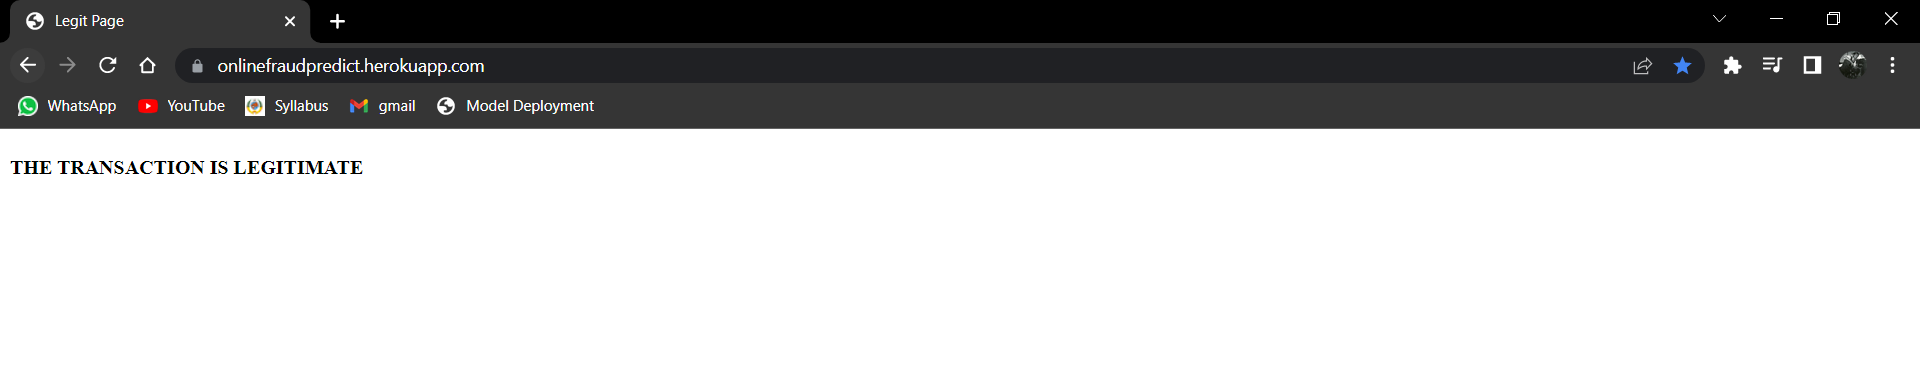 Legit Page
onlinefraudpredict.herokuapp.com
WhatsApp YouTube Syllabus gmail Model Deployment
THE TRANSACTION IS LEGITIMATE